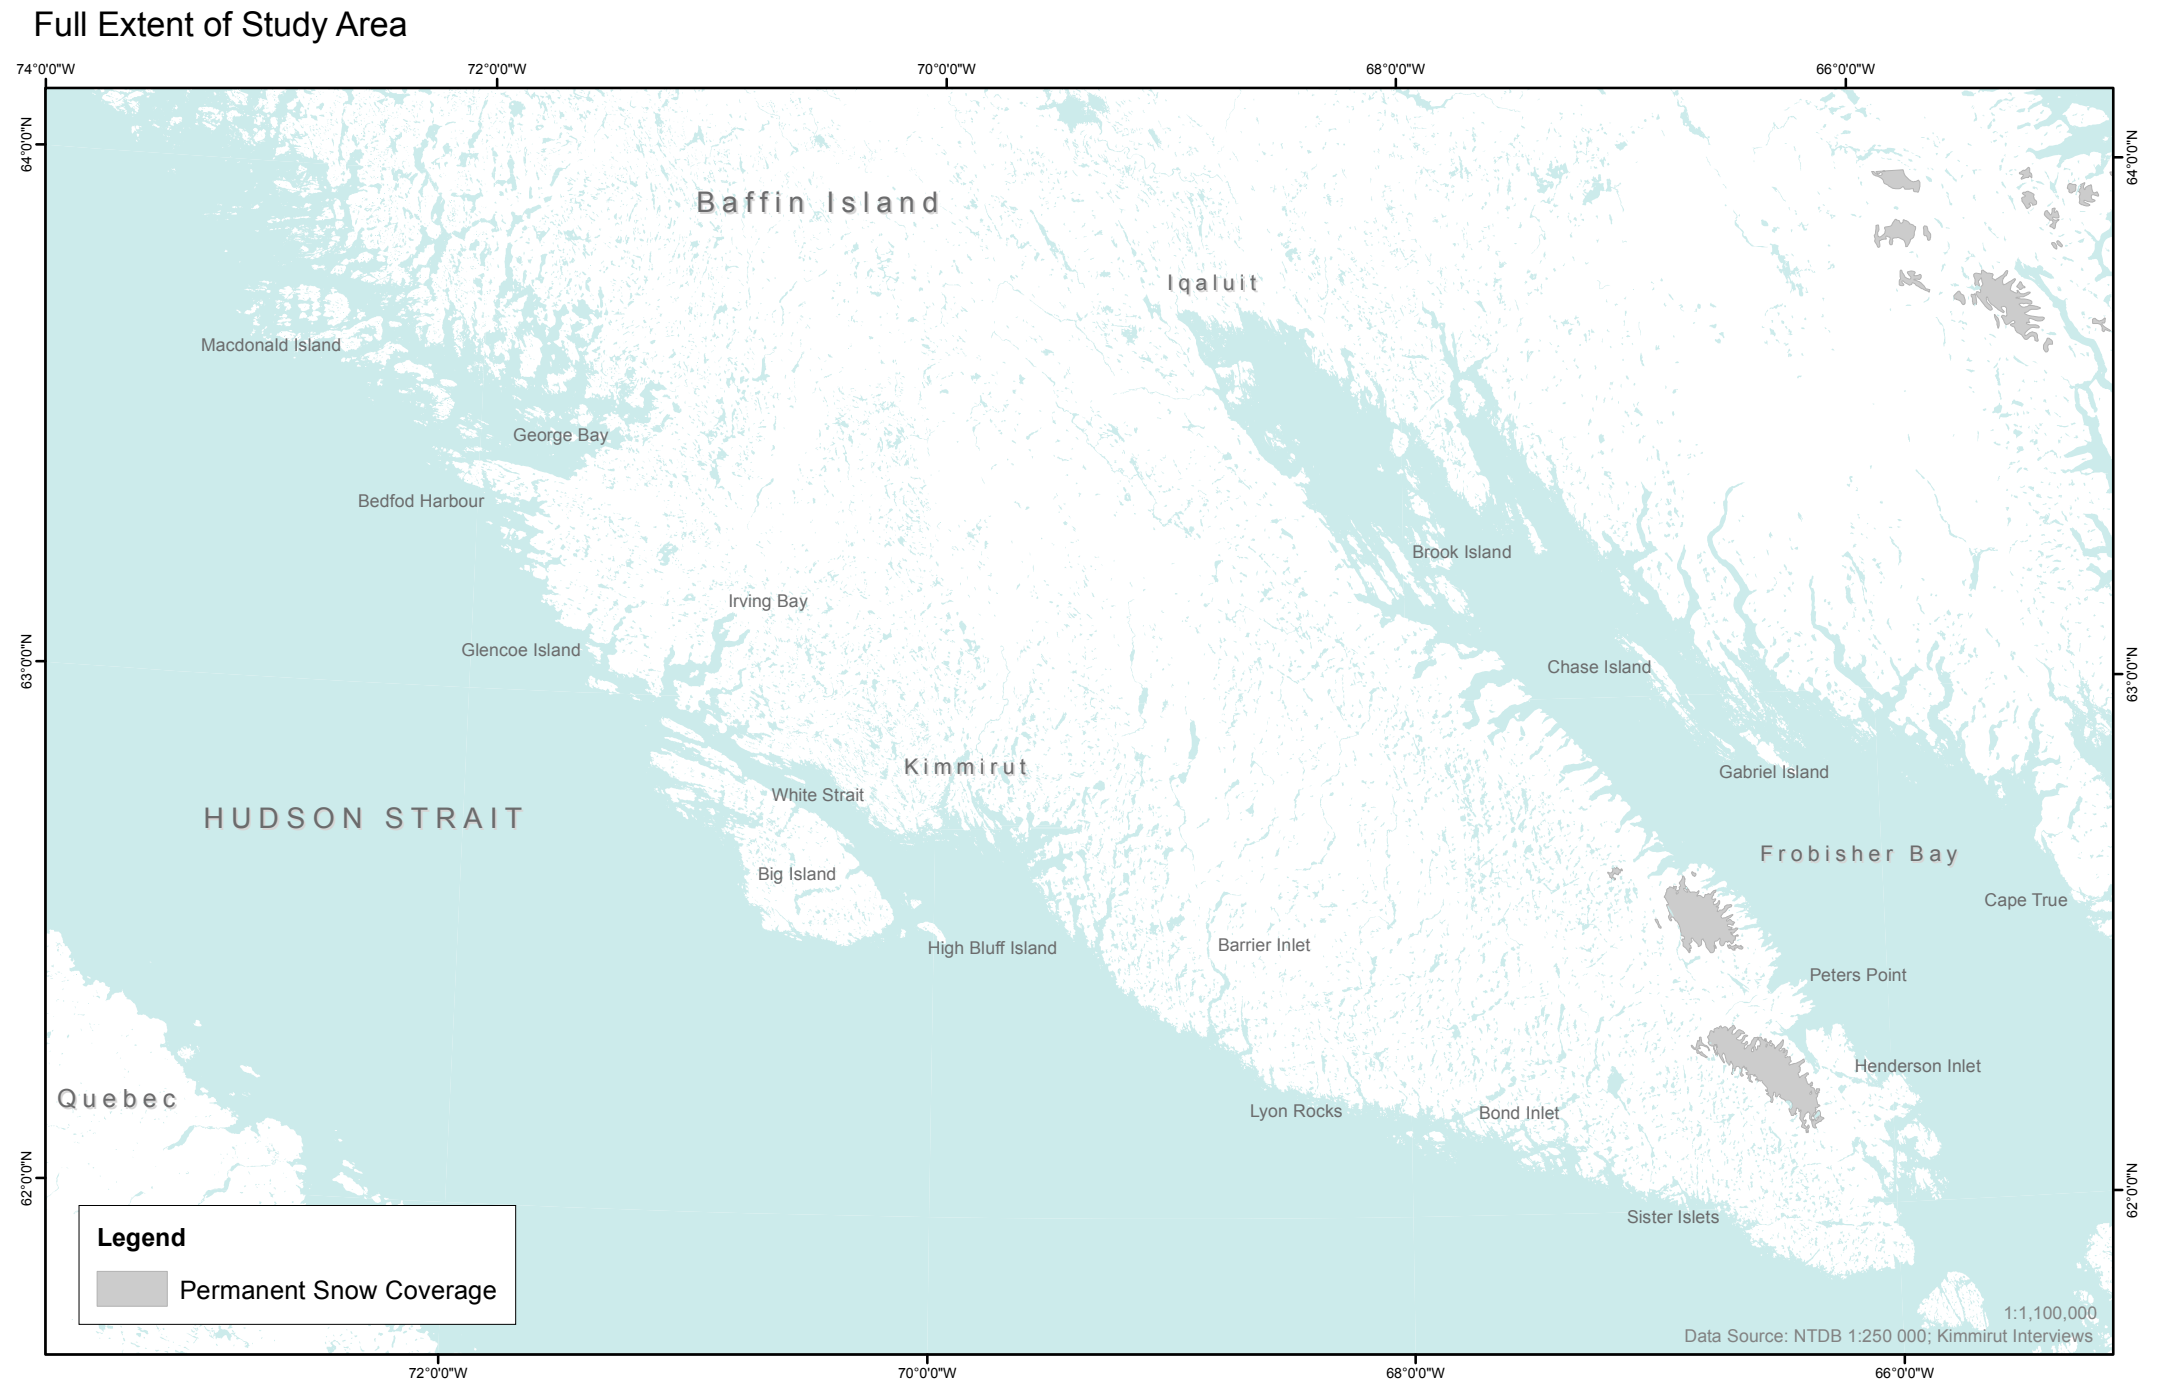 Full Extent of Study Area
74°0'0"W
72°0'0"W
70°0'0"W
68°0'0"W
66°0'0"W
64°0'0"N
64°0'0"N
Baffin Island
Iqaluit
Macdonald Island
George Bay
Bedfod Harbour
Brook Island
Irving Bay
Glencoe Island
63°0'0"N
63°0'0"N
Chase Island
Kimmirut
Gabriel Island
White Strait
HUDSON STRAIT
Frobisher Bay
Big Island
Cape True
Barrier Inlet
High Bluff Island
Peters Point
Henderson Inlet
Quebec
Lyon Rocks
Bond Inlet
62°0'0"N
62°0'0"N
Sister Islets
Legend
Permanent Snow Coverage
1:1,100,000
Data Source: NTDB 1:250 000; Kimmirut Interviews
72°0'0"W
70°0'0"W
68°0'0"W
66°0'0"W